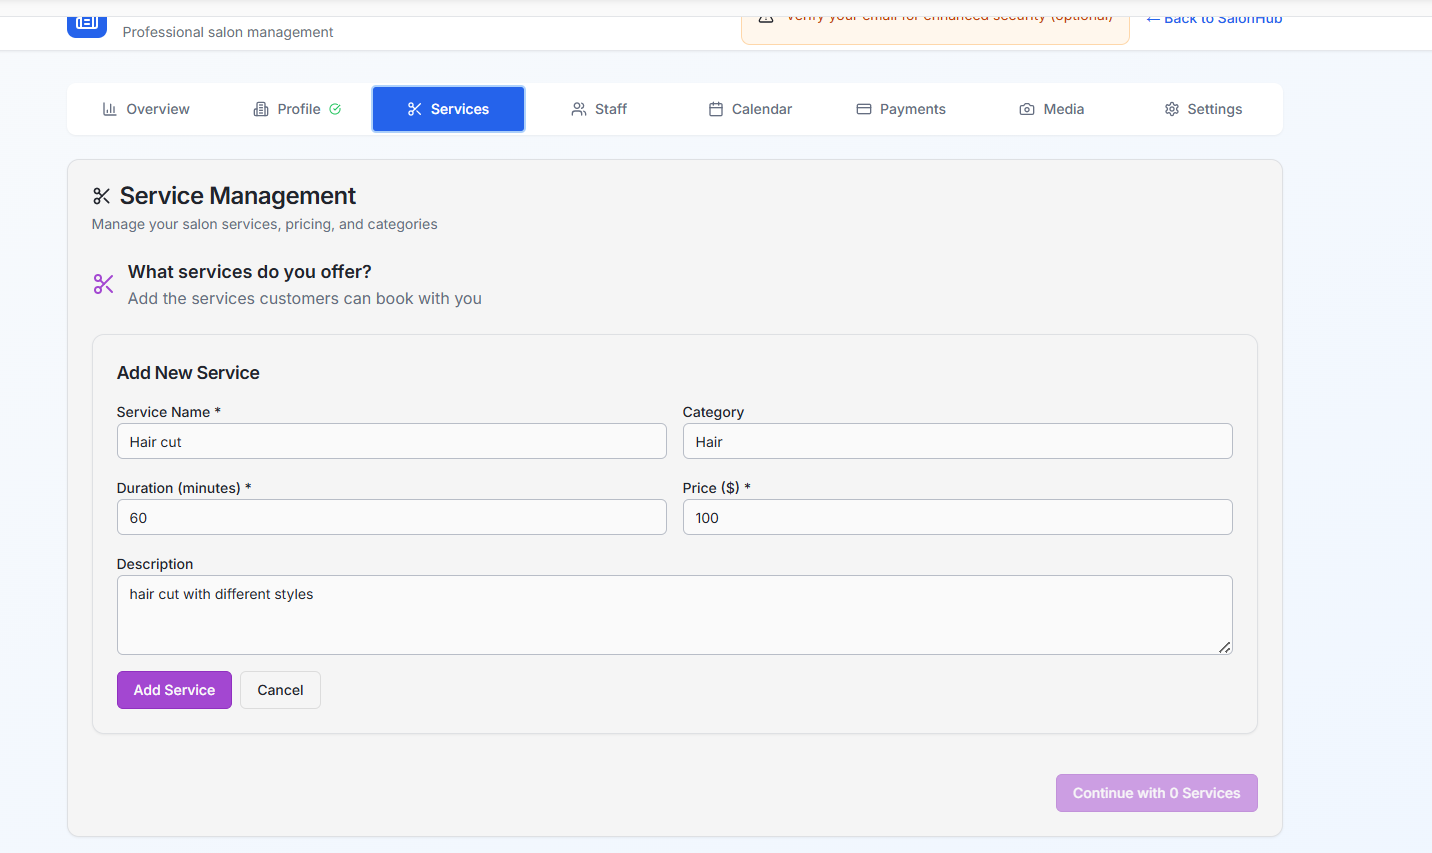 Verify your email for enhanced security (optional)
← Back to SalonHub
Professional salon management
Overview
Profile
Services
Staff
Calendar
Payments
Media
Settings
Service Management
Manage your salon services, pricing, and categories
What services do you offer?
Add the services customers can book with you
Add New Service
Service Name *
Category
Hair cut
Hair
Duration (minutes) *
Price ($) *
60
100
Description
hair cut with different styles
Add Service
Cancel
Continue with 0 Services